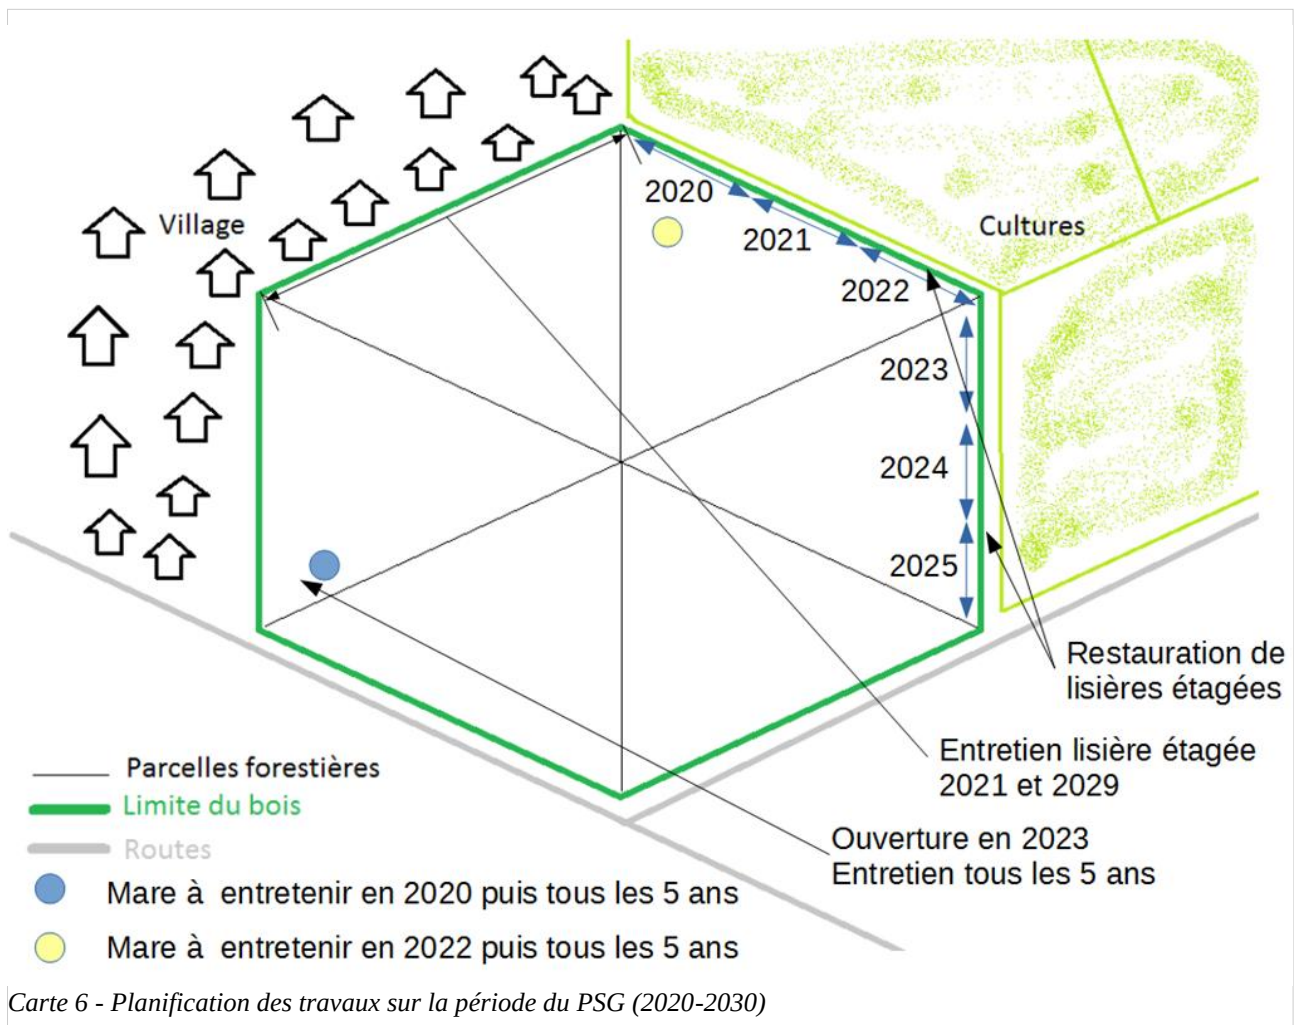 Village
2020
2021
Cultures
2022
2023
2024
2025
Restauration de
lisières étagées
Entretien lisière étagée
2021 et 2029
Ouverture en 2023
Entretien tous les 5 ans
Parcelles forestières
Limite du bois
Routes
Mare à entretenir en 2020 puis tous les 5 ans
Mare à entretenir en 2022 puis tous les 5 ans
Carte 6 - Planification des travaux sur la période du PSG (2020-2030)